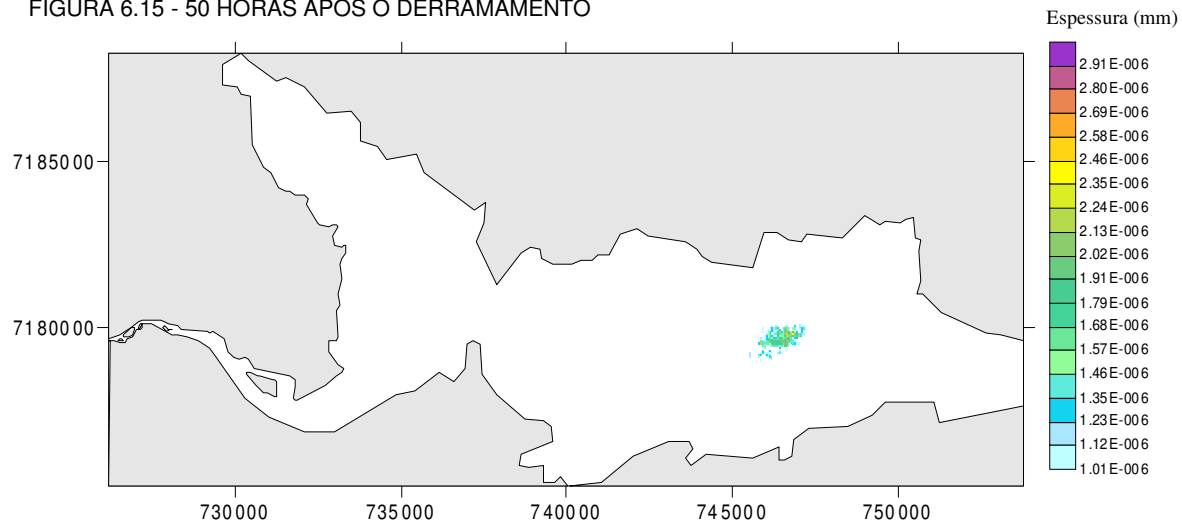 FIGURA 6.15 - 50 HORAS APÓS O DERRAMAMENTO
Espessura (mm)
2.91E-006
2.80E-006
2.69E-006
2.58E-006
2.46E-006
2.35E-006
2.24E-006
2.13E-006
2.02E-006
1.91E-006
1.79E-006
1.68E-006
1.57E-006
1.46E-006
1.35E-006
1.23E-006
1.12E-006
1.01E-006
7185000
7180000
730000 735000 740000 745000 750000